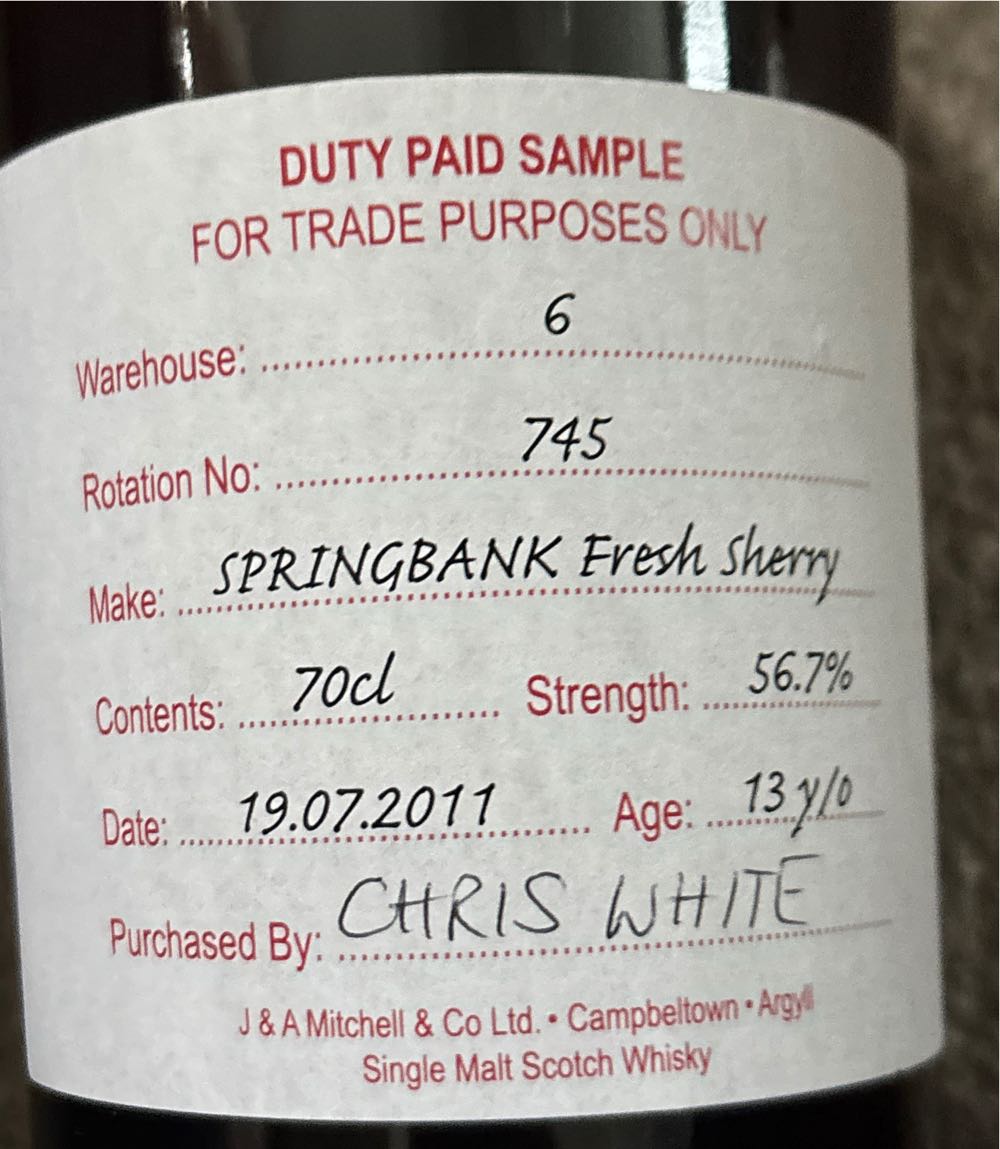 DUTY PAID SAMPLE
FOR TRADE PURPOSES ONLY
Warehouse: 6
Rotation No: 745
Make: SPRINGBANK Fresh Sherry
Contents: 70cl Strength: 56.7%
Date: 19.07.2011 Age: 13 y/o
Purchased By: CHRIS WHITE
J & A Mitchell & Co Ltd. • Campbeltown • Argyll
Single Malt Scotch Whisky